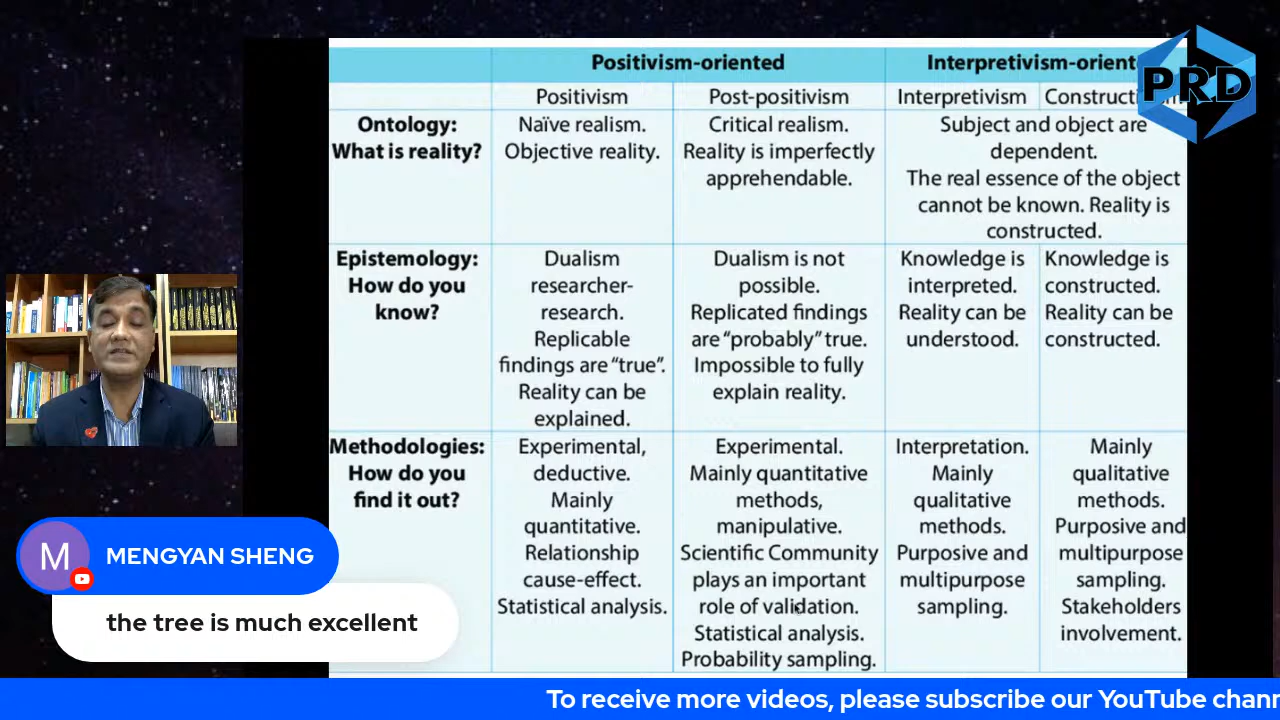 PRD
Positivism-oriented
Positivism
Post-positivism
Interpretivism
Ontology:
What is reality?
Naïve realism.
Objective reality.
Critical realism.
Reality is imperfectly
apprehendable.
Subject and object are
dependent.
The real essence of the object
cannot be known. Reality is
constructed.
Epistemology:
How do you
know?
Dualism
researcher-
research.
Replicable
findings are “true”.
Reality can be
explained.
Dualism is not
possible.
Replicated findings
are “probably” true.
Impossible to fully
explain reality.
Knowledge is
interpreted.
Reality can be
understood.
Knowledge is
constructed.
Reality can be
constructed.
Methodologies:
How do you
find it out?
Experimental,
deductive.
Mainly
quantitative.
Relationship
cause-effect.
Statistical analysis.
Experimental.
Mainly quantitative
methods,
manipulative.
Scientific Community
plays an important
role of validation.
Statistical analysis.
Probability sampling.
Interpretation.
Mainly
qualitative
methods.
Purposive and
multipurpose
sampling.
Mainly
qualitative
methods.
Purposive and
multipurpose
sampling.
Stakeholders
involvement.
M
MENGYAN SHENG
the tree is much excellent
To receive more videos, please subscribe our YouTube